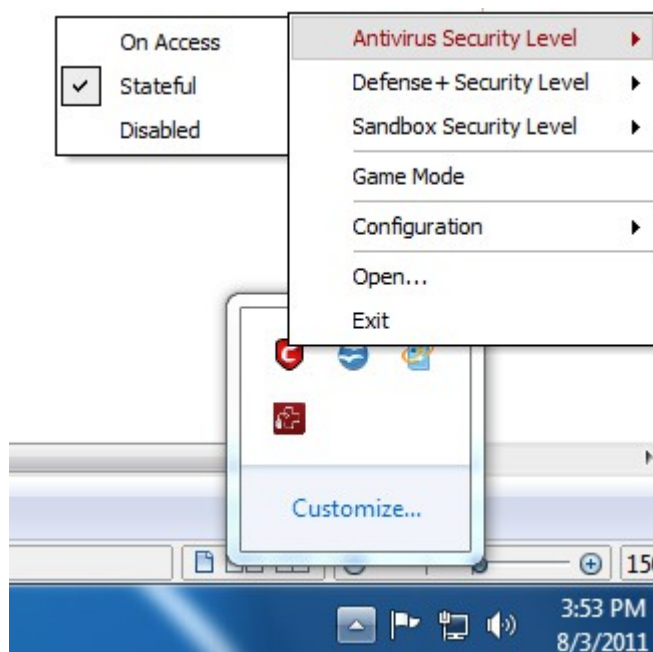 On Access
Stateful
Disabled
Antivirus Security Level
Defense+ Security Level
Sandbox Security Level
Game Mode
Configuration
Open...
Exit
Customize...
3:53 PM
8/3/2011